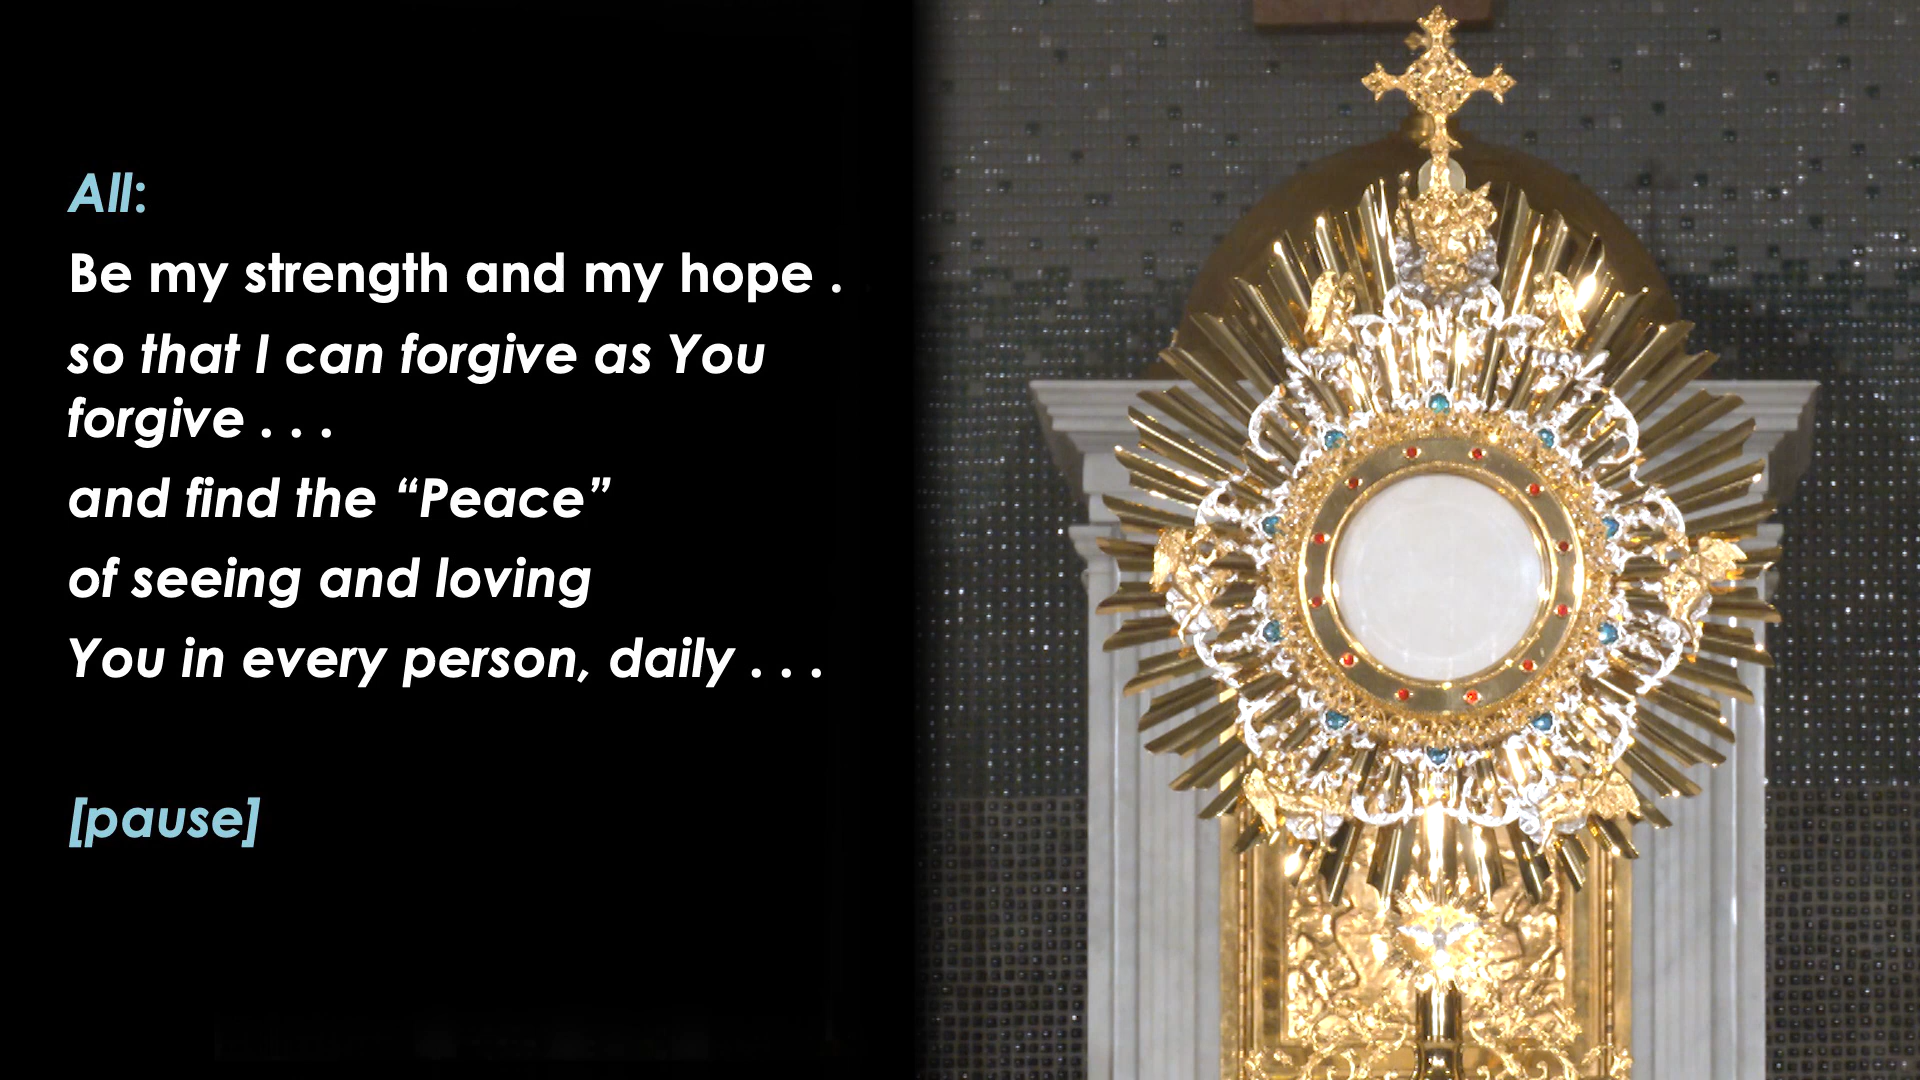 All:
Be my strength and my hope .
so that I can forgive as You
forgive . . .
and find the “Peace”
of seeing and loving
You in every person, daily . . .
[pause]